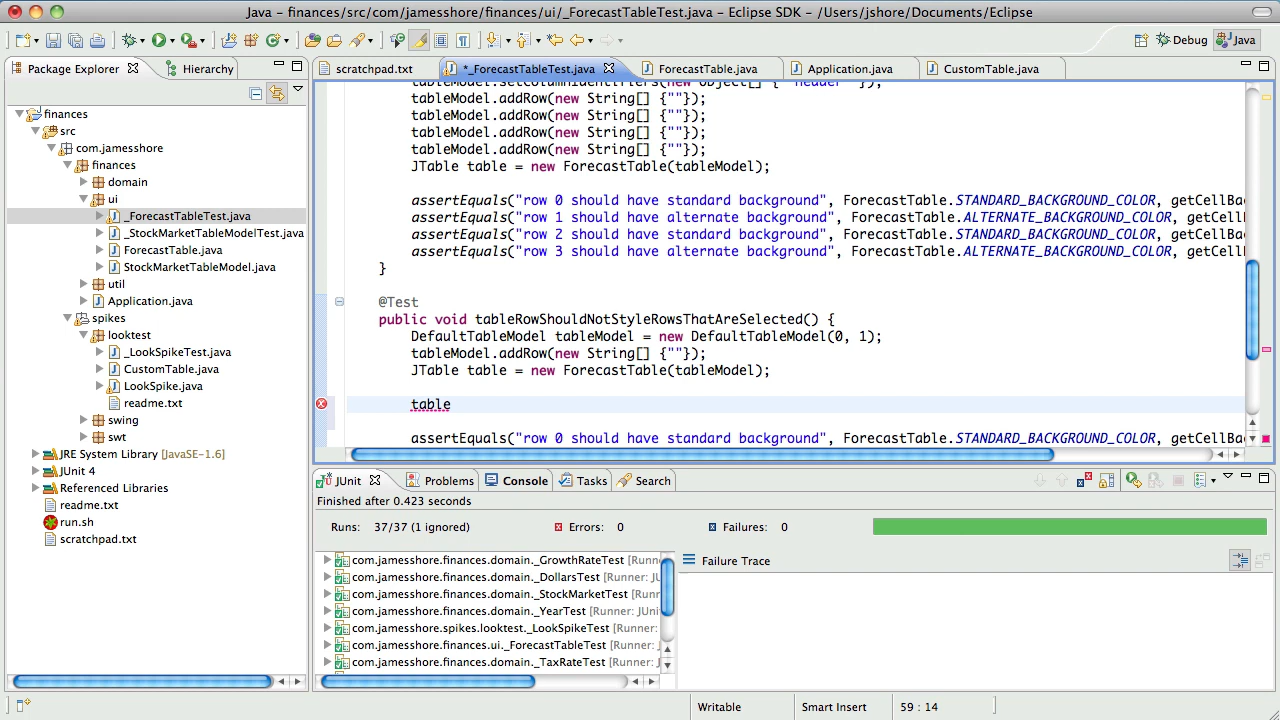 Java - finances/src/com/jamesshore/finances/ui/_ForecastTableTest.java - Eclipse SDK - /Users/jshore/Documents/Eclipse
Debug Java
Package Explorer Hierarchy
scratchpad.txt *_ForecastTableTest.java ForecastTable.java Application.java CustomTable.java
finances
src
com.jamesshore
finances
domain
ui
_ForecastTableTest.java
_StockMarketTableModelTest.java
ForecastTable.java
StockMarketTableModel.java
util
Application.java
spikes
looktest
_LookSpikeTest.java
CustomTable.java
LookSpike.java
readme.txt
swing
swt
JRE System Library [JavaSE-1.6]
JUnit 4
Referenced Libraries
readme.txt
run.sh
scratchpad.txt
tableModel.addRow(new String[] {""});
tableModel.addRow(new String[] {""});
tableModel.addRow(new String[] {""});
tableModel.addRow(new String[] {""});
JTable table = new ForecastTable(tableModel);
assertEquals("row 0 should have standard background", ForecastTable.STANDARD_BACKGROUND_COLOR, getCellB
assertEquals("row 1 should have alternate background", ForecastTable.ALTERNATE_BACKGROUND_COLOR, getCell
assertEquals("row 2 should have standard background", ForecastTable.STANDARD_BACKGROUND_COLOR, getCellBa
assertEquals("row 3 should have alternate background", ForecastTable.ALTERNATE_BACKGROUND_COLOR, getCell
}
@Test
public void tableRowShouldNotStyleRowsThatAreSelected() {
DefaultTableModel tableModel = new DefaultTableModel(0, 1);
tableModel.addRow(new String[] {""});
JTable table = new ForecastTable(tableModel);
table
assertEquals("row 0 should have standard background", ForecastTable.STANDARD_BACKGROUND_COLOR, getCellBa
JUnit Problems Console Tasks Search
Finished after 0.423 seconds
Runs: 37/37 (1 ignored) Errors: 0 Failures: 0
com.jamesshore.finances.domain._GrowthRateTest [Runne
com.jamesshore.finances.domain._DollarsTest [Runner: JU
com.jamesshore.finances.domain._StockMarketTest [Runn
com.jamesshore.finances.domain._YearTest [Runner: JUni
com.jamesshore.spikes.looktest._LookSpikeTest [Runner:
com.jamesshore.finances.ui._ForecastTableTest [Runner: J
com.jamesshore.finances.domain._TaxRateTest [Runner: J
Failure Trace
Writable Smart Insert 59 : 14